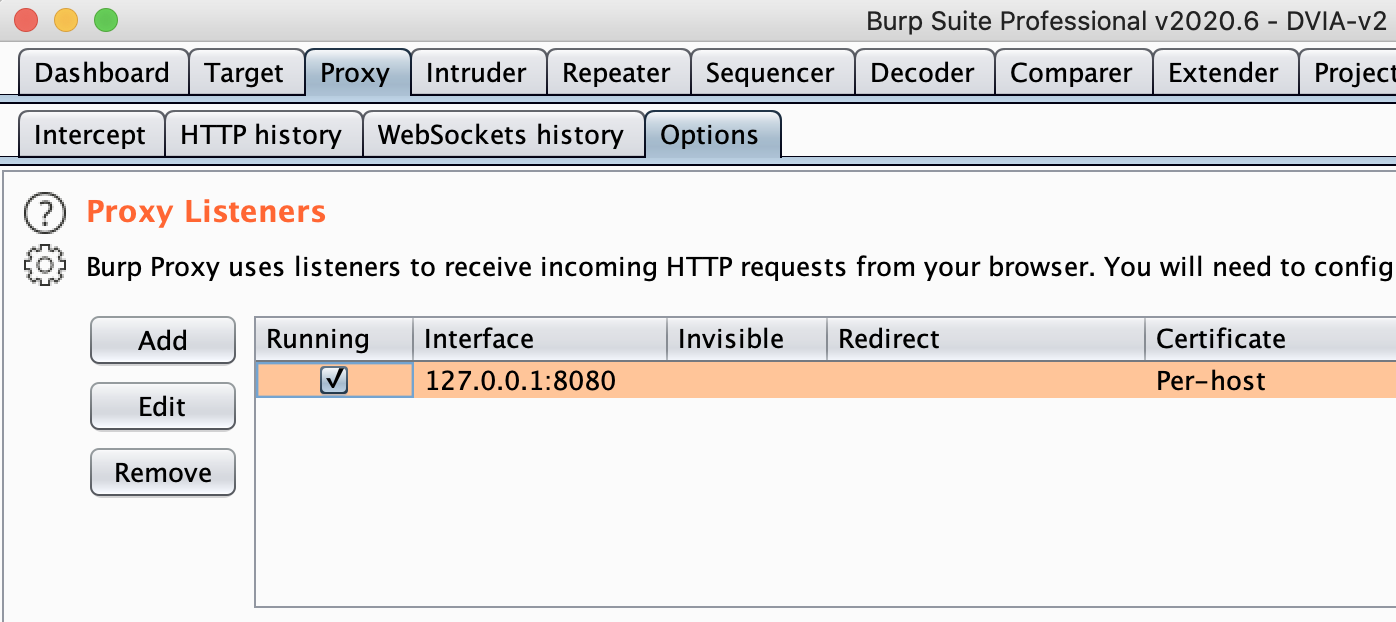 Burp Suite Professional v2020.6 - DVIA-v2
Dashboard Target Proxy Intruder Repeater Sequencer Decoder Comparer Extender Project
Intercept HTTP history WebSockets history Options
? Proxy Listeners
Burp Proxy uses listeners to receive incoming HTTP requests from your browser. You will need to config
Add Running Interface Invisible Redirect Certificate
127.0.0.1:8080 Per-host
Edit
Remove